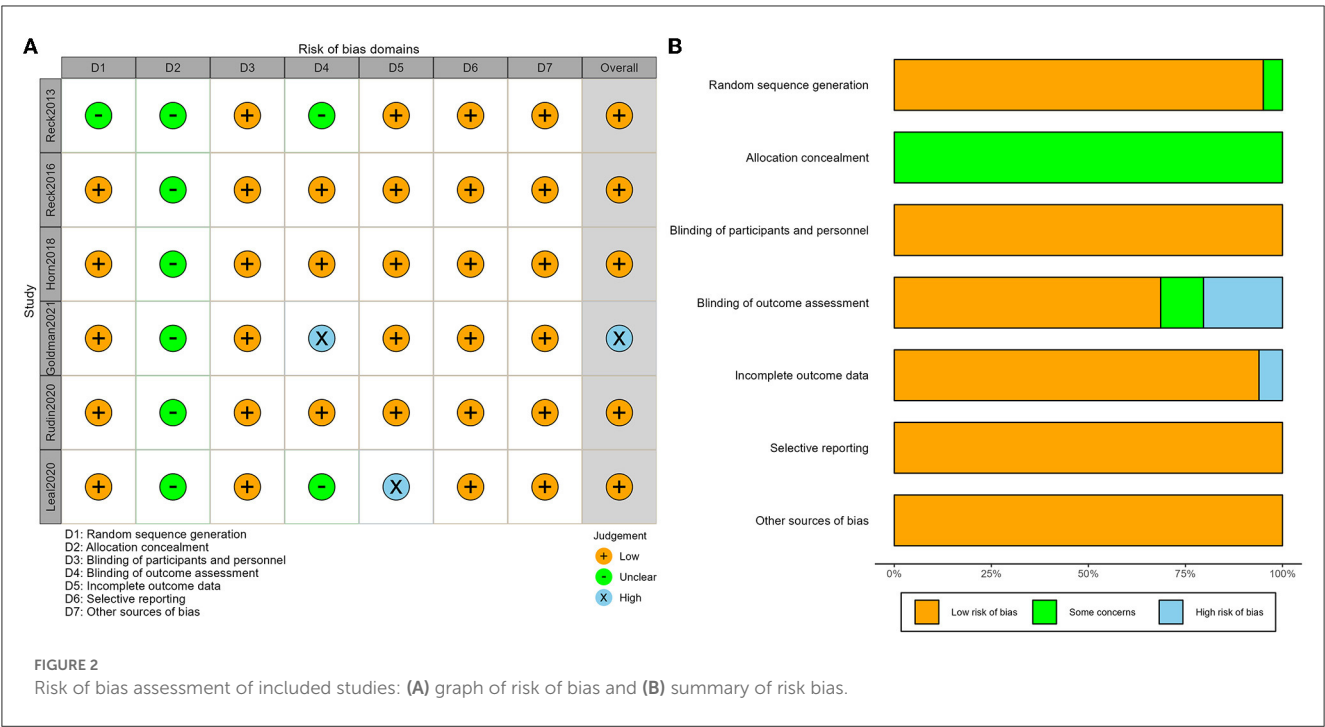 A
Risk of bias domains
D1 D2 D3 D4 D5 D6 D7 Overall
Study
Reck2013 - - + - + + + +
Reck2016 + - + + + + + +
Horn2018 + - + + + + + +
Goldman2021 + - + X + + + X
Rudin2020 + - + + + + + +
Leal2020 + - + - X + + +
D1: Random sequence generation
D2: Allocation concealment
D3: Blinding of participants and personnel
D4: Blinding of outcome assessment
D5: Incomplete outcome data
D6: Selective reporting
D7: Other sources of bias
Judgement
+ Low
- Unclear
X High
B
Random sequence generation
Allocation concealment
Blinding of participants and personnel
Blinding of outcome assessment
Incomplete outcome data
Selective reporting
Other sources of bias
0% 25% 50% 75% 100%
Low risk of bias Some concerns High risk of bias
FIGURE 2
Risk of bias assessment of included studies: (A) graph of risk of bias and (B) summary of risk bias.